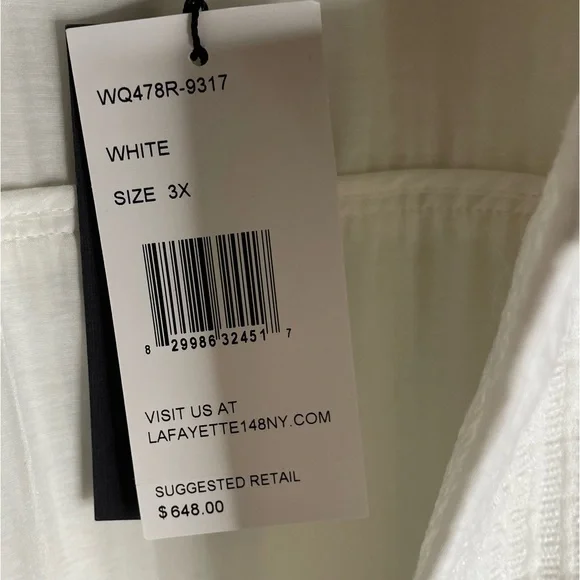 WQ478R-9317
WHITE
SIZE 3X
8 29986 32451 7
VISIT US AT
LAFAYETTE148NY.COM
SUGGESTED RETAIL
$648.00